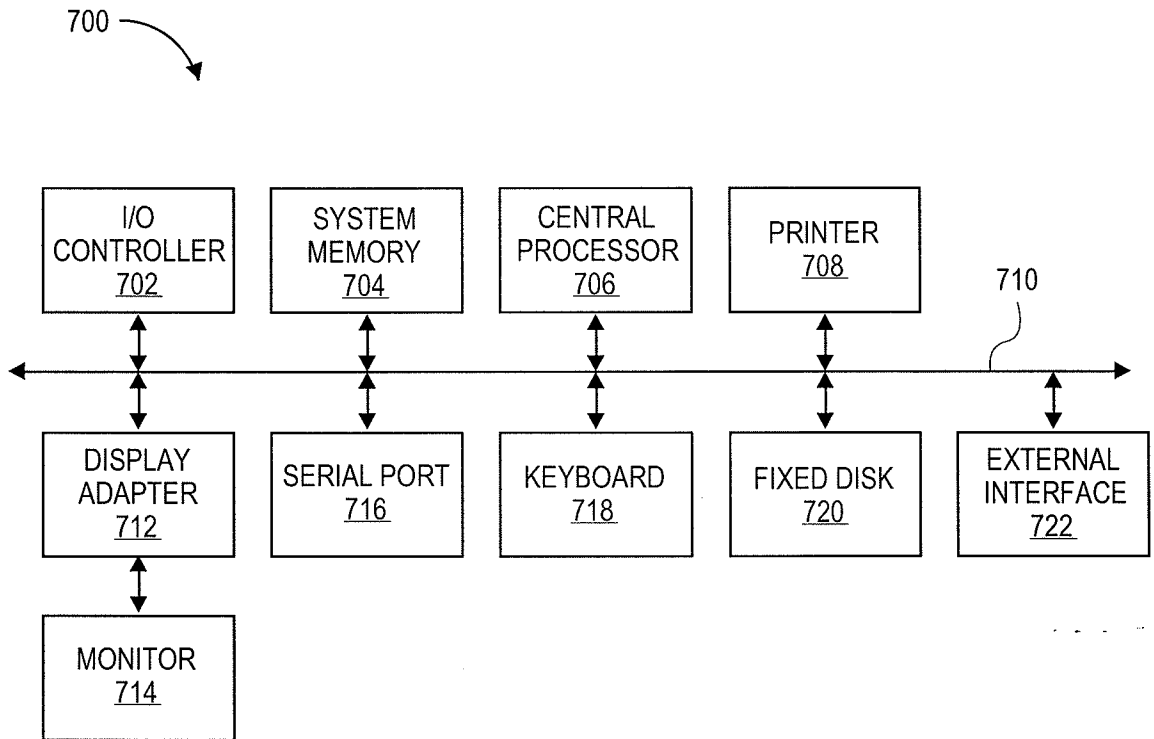 700
I/O
CONTROLLER
702
SYSTEM
MEMORY
704
CENTRAL
PROCESSOR
706
PRINTER
708
710
DISPLAY
ADAPTER
712
SERIAL PORT
716
KEYBOARD
718
FIXED DISK
720
EXTERNAL
INTERFACE
722
MONITOR
714